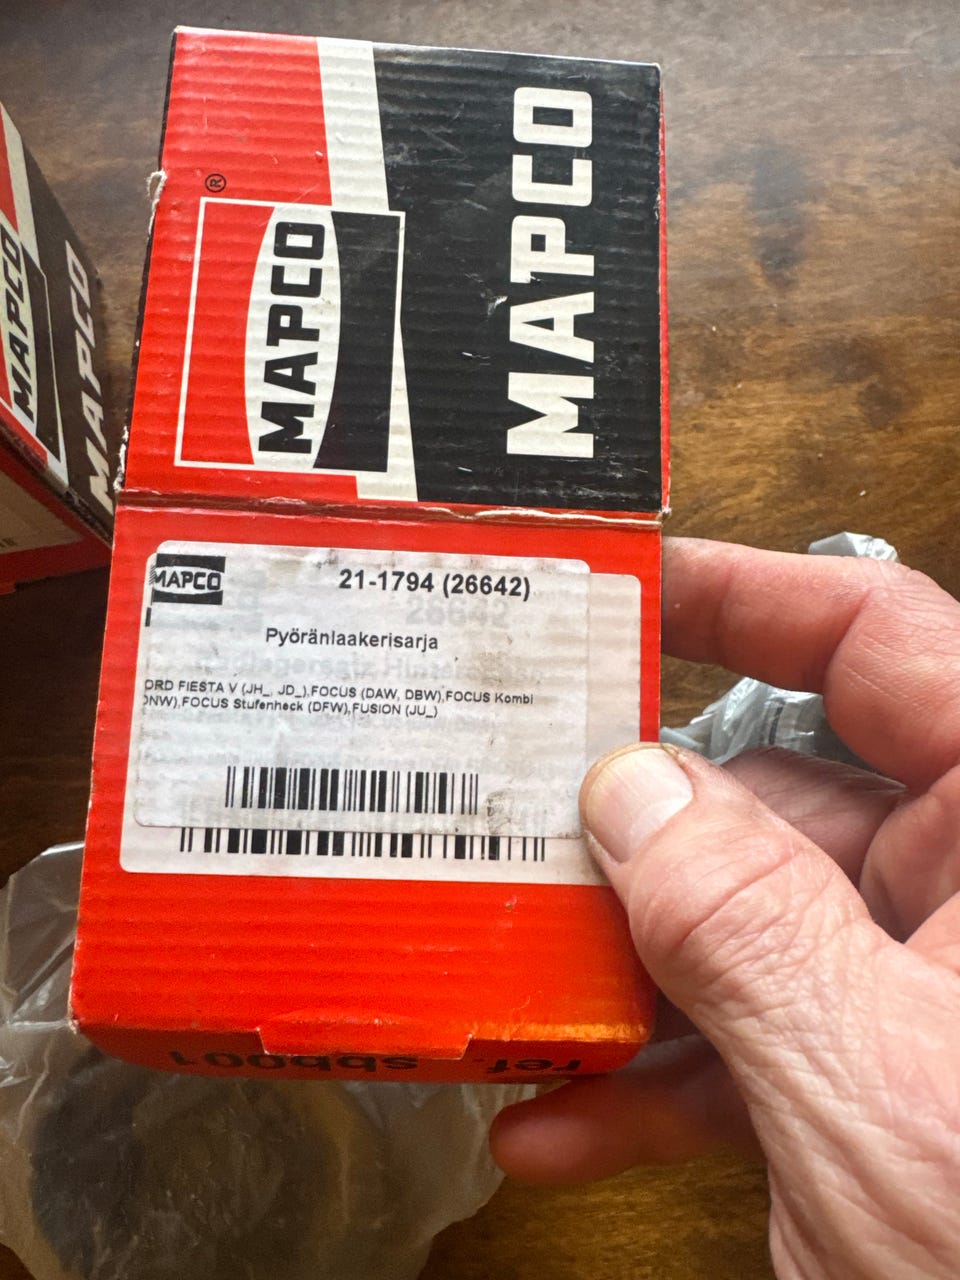 MAPCO
®
MAPCO
MAPCO
MAPCO
MAPCO
21-1794 (26642)
26642
Pyöränlaakerisarja
ORD FIESTA V (JH_, JD_),FOCUS (DAW, DBW),FOCUS Kombi
DNW),FOCUS Stufenheck (DFW),FUSION (JU_)
ref. sbb001